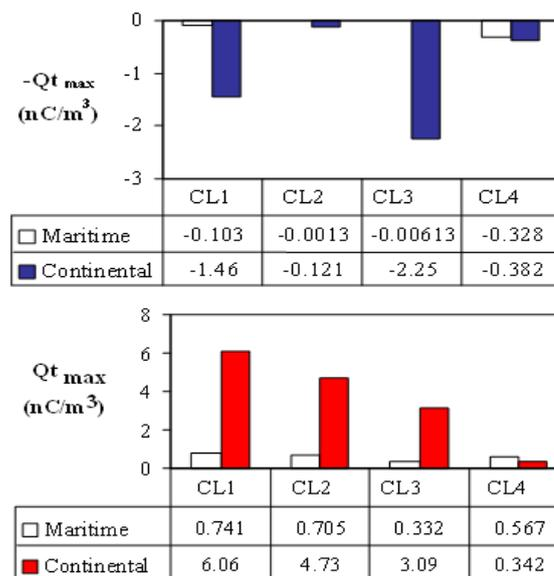 0
-1
-2
-3
-Qt max
(nC/m³)
CL1 CL2 CL3 CL4
Maritime -0.103 -0.0013 -0.00613 -0.328
Continental -1.46 -0.121 -2.25 -0.382
8
6
4
2
0
Qt max
(nC/m³)
CL1 CL2 CL3 CL4
Maritime 0.741 0.705 0.332 0.567
Continental 6.06 4.73 3.09 0.342